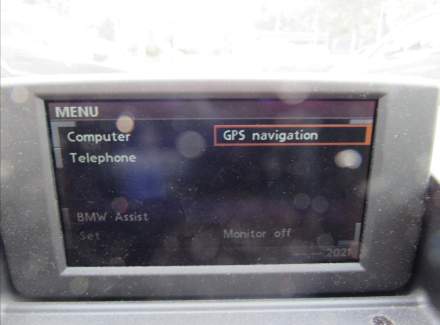 MENU
Computer GPS navigation
Telephone
BMW Assist
Set Monitor off